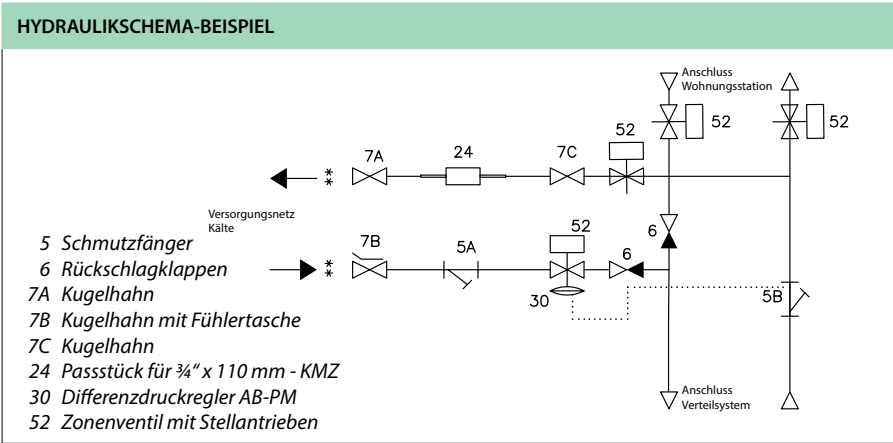 HYDRAULIKSCHEMA-BEISPIEL
Anschluss
Wohnungsstation
52
52
52
7A
24
7C
**
Versorgungsnetz
Kälte
7B
5A
52
6
6
**
30
5B
5 Schmutzfänger
6 Rückschlagklappen
7A Kugelhahn
7B Kugelhahn mit Fühlertasche
7C Kugelhahn
24 Passstück für ¾“ x 110 mm - KMZ
30 Differenzdruckregler AB-PM
52 Zonenventil mit Stellantrieben
Anschluss
Verteilsystem